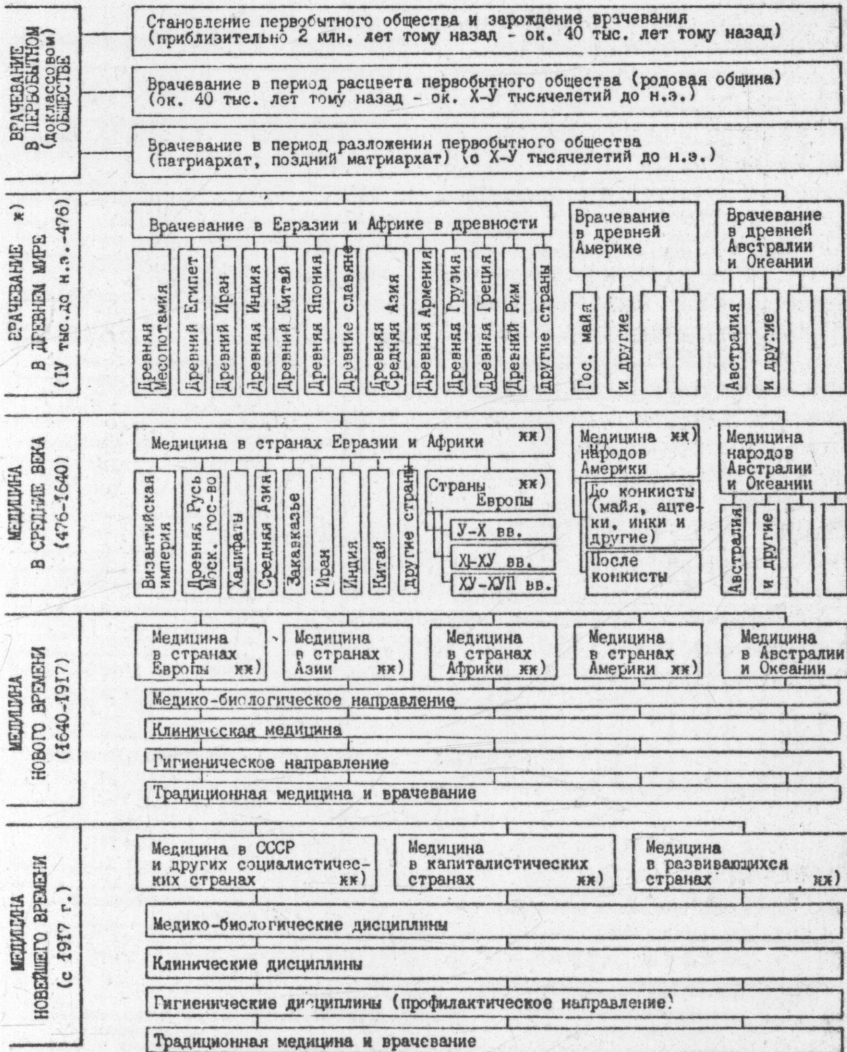 ВРАЧЕВАНИЕ
В ПЕРВОБЫТНОМ
(доклассовом)
ОБЩЕСТВЕ
Становление первобытного общества и зарождение врачевания
(приблизительно 2 млн. лет тому назад - ок. 40 тыс. лет тому назад)
Врачевание в период расцвета первобытного общества (родовая община)
(ок. 40 тыс. лет тому назад - ок. Х-У тысячелетий до н.э.)
Врачевание в период разложения первобытного общества
(патриархат, поздний матриархат) (с Х-У тысячелетий до н.э.)
ВРАЧЕВАНИЕ ж)
В ДРЕВНЕМ МИРЕ
(IУ тыс.до н.э.-476)
Врачевание в Евразии и Африке в древности
Древняя
Месопотамия
Древний Египет
Древний Иран
Древняя Индия
Древний Китай
Древняя Япония
Древние славяне
Древняя
Средняя Азия
Древняя Армения
Древняя Грузия
Древняя Греция
Древний Рим
другие страны
Врачевание
в древней
Америке
Гос. майя
и другие
Врачевание
в древней
Австралии
и Океании
Австралия
и другие
МЕДИЦИНА
В СРЕДНИЕ ВЕКА
(476-1640)
Медицина в странах Евразии и Африки жж)
Византийская
империя
Древняя Русь
Моск. гос-во
Халифаты
Средняя Азия
Закавказье
Иран
Индия
Китай
другие страны
Страны жж)
Европы
У-Х вв.
ХI-ХУ вв.
ХУ-ХУП вв.
Медицина жж)
народов
Америки
До конкисты
(майя, ацте-
ки, инки и
другие)
После
конкисты
Медицина
народов
Австралии
и Океании
Австралия
и другие
МЕДИЦИНА
НОВОГО ВРЕМЕНИ
(1640-1917)
Медицина
в странах
Европы жж)
Медицина
в странах
Азии жж)
Медицина
в странах
Африки жж)
Медицина
в странах
Америки жж)
Медицина
в Австралии
и Океании
Медико-биологическое направление
Клиническая медицина
Гигиеническое направление
Традиционная медицина и врачевание
МЕДИЦИНА
НОВЕЙШЕГО ВРЕМЕНИ
(с 1917 г.)
Медицина в СССР
и других социалистичес-
ких странах жж)
Медицина
в капиталистических
странах жж)
Медицина
в развивающихся
странах жж)
Медико-биологические дисциплины
Клинические дисциплины
Гигиенические дисциплины (профилактическое направление)
Традиционная медицина и врачевание